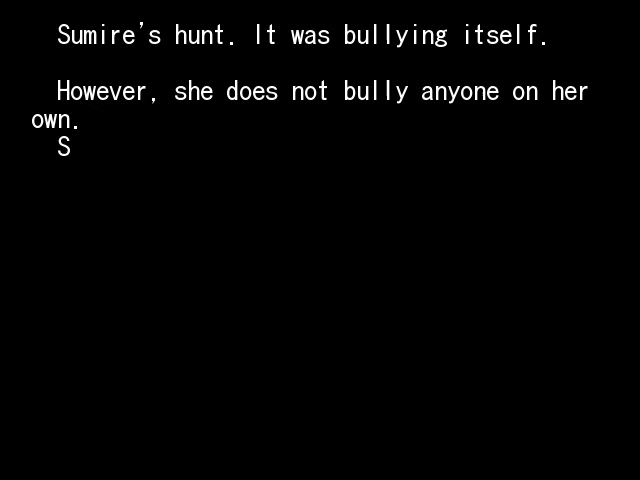 Sumire's hunt. It was bullying itself.
However, she does not bully anyone on her
own.
S